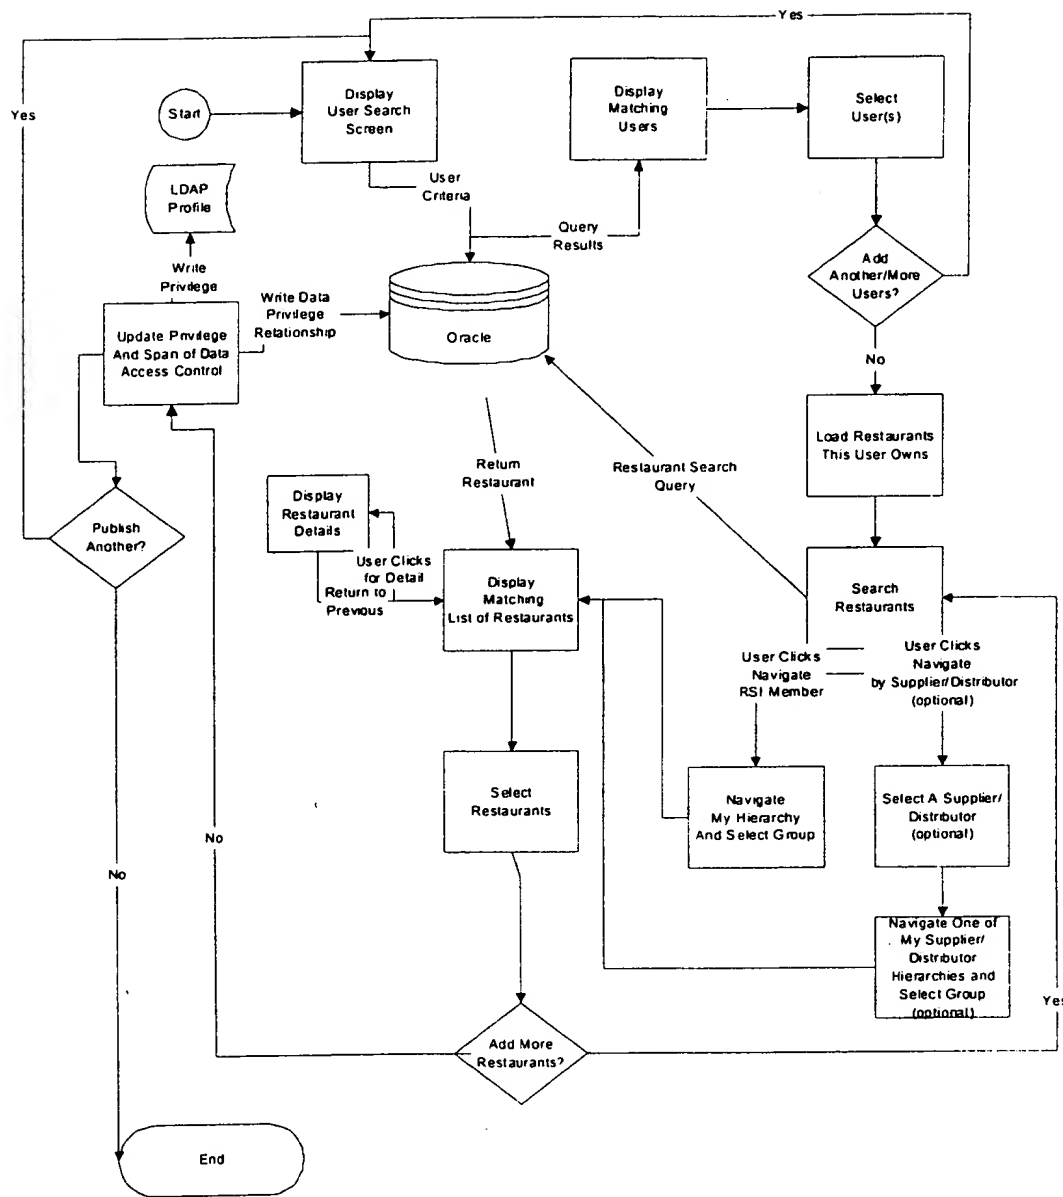 Yes
Yes
Start
Display
User Search
Screen
Display
Matching
Users
Select
User(s)
LDAP
Profile
User
Criteria
Query
Results
Add
Another/More
Users?
Write
Privilege
Write Data
Privilege
Relationship
Oracle
Update Privilege
And Span of Data
Access Control
No
Load Restaurants
This User Owns
Return
Restaurant
Restaurant Search
Query
Display
Restaurant
Details
Publish
Another?
User Clicks
for Detail
Return to
Previous
Display
Matching
List of Restaurants
Search
Restaurants
User Clicks
Navigate
RSI Member
User Clicks
Navigate
by Supplier/Distributor
(optional)
Select
Restaurants
Navigate
My Hierarchy
And Select Group
Select A Supplier/
Distributor
(optional)
No
No
Navigate One of
My Supplier/
Distributor
Hierarchies and
Select Group
(optional)
Yes
Add More
Restaurants?
End